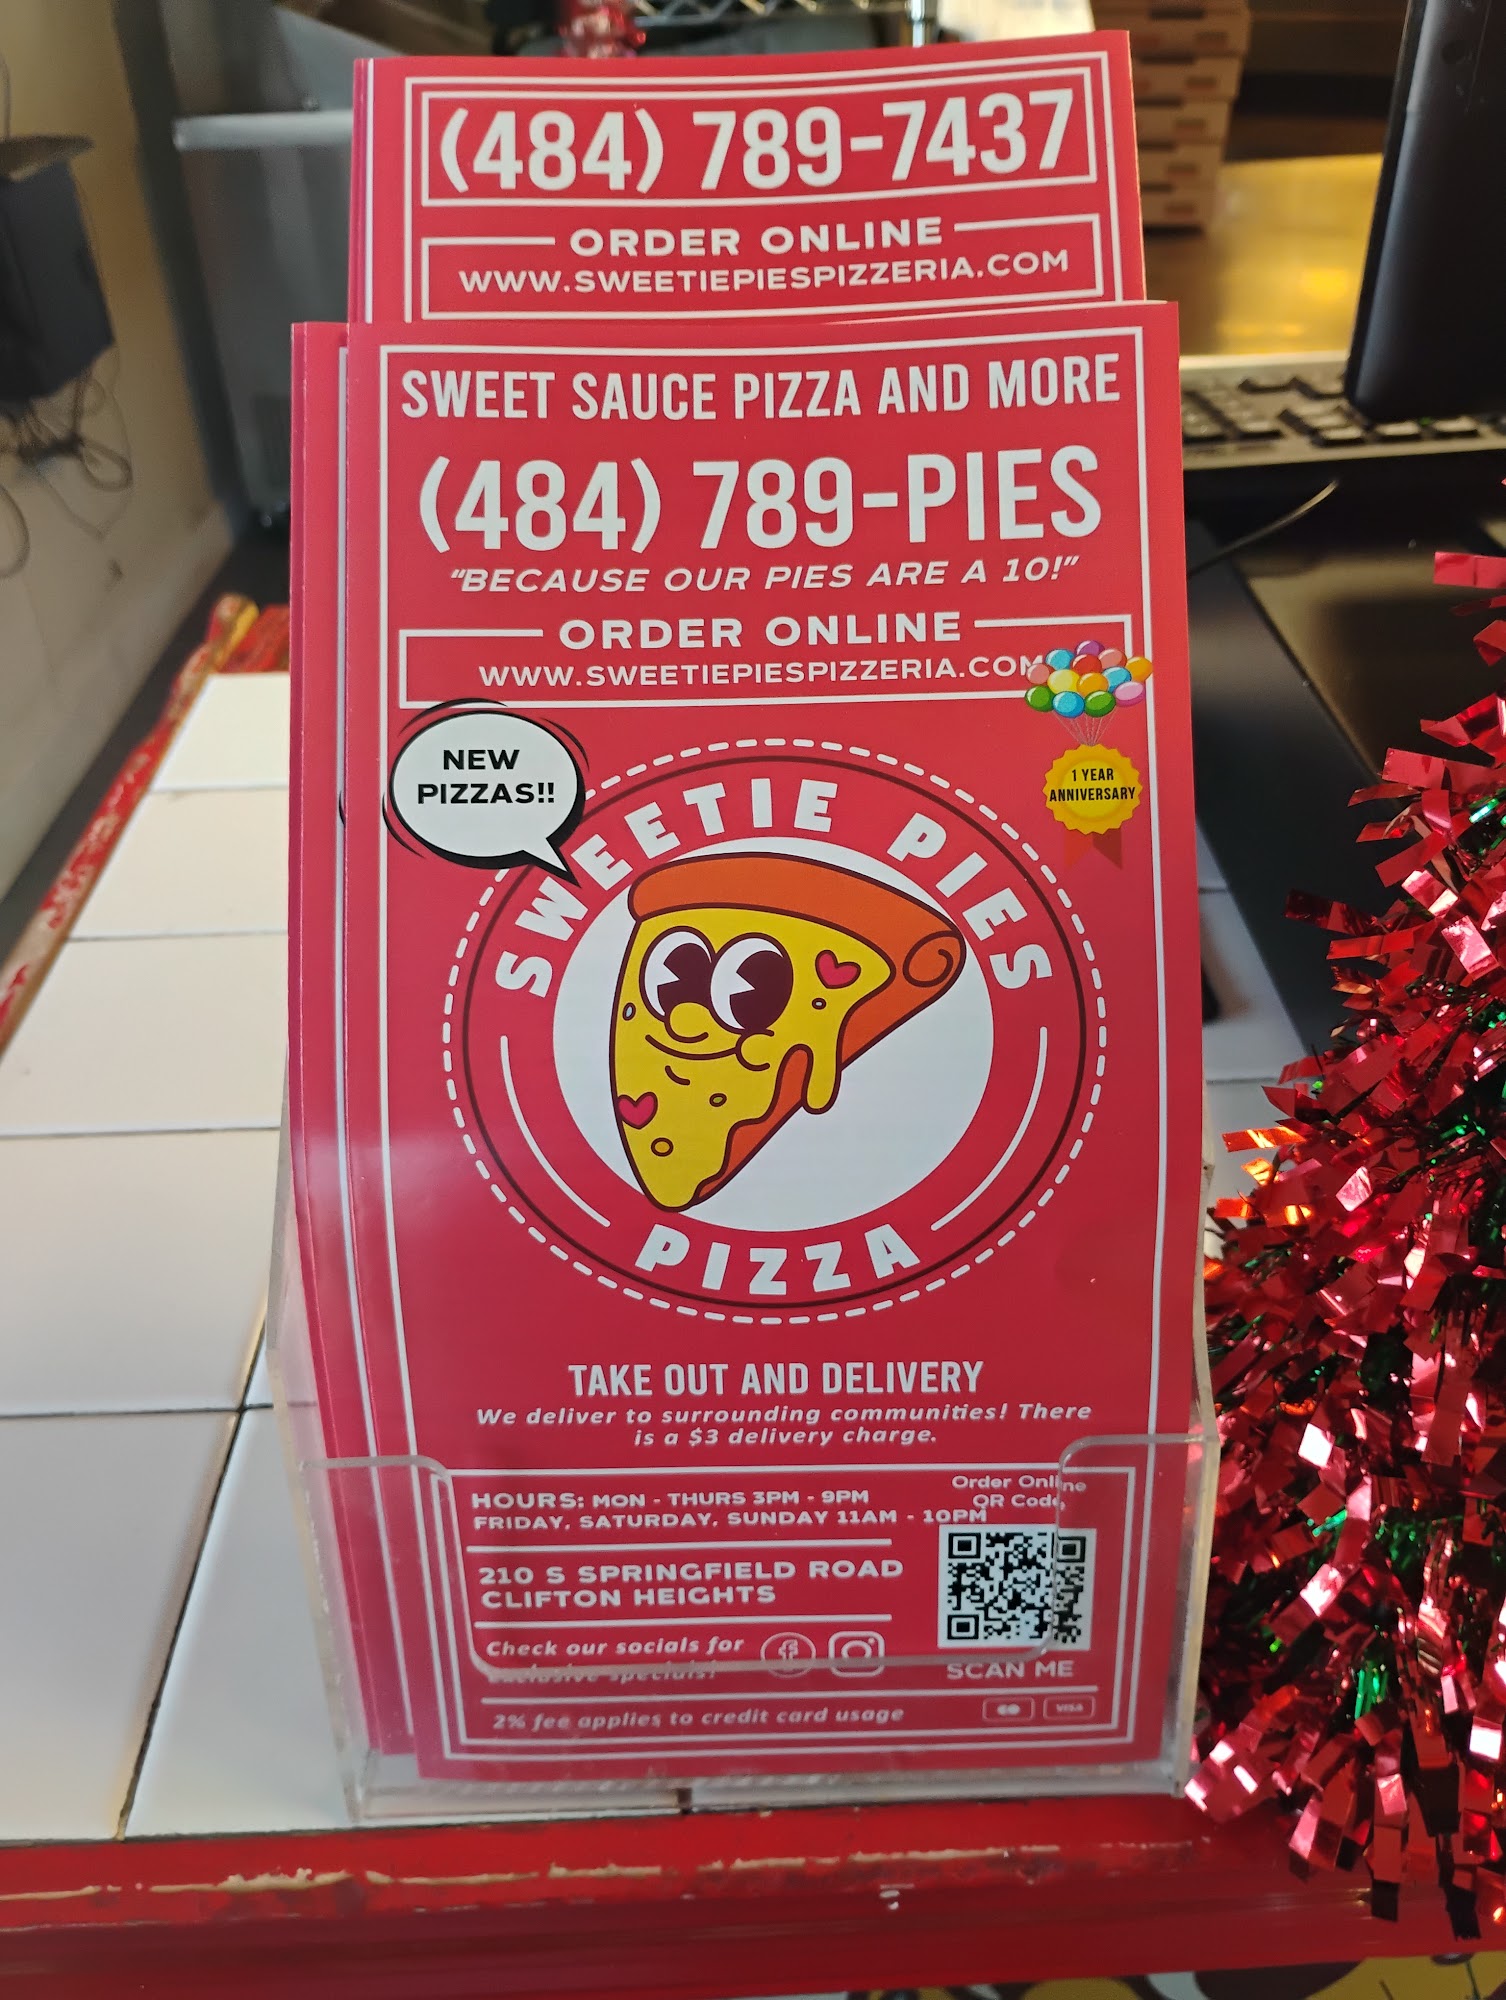 (484) 789-7437
ORDER ONLINE
WWW.SWEETIEPIESPIZZERIA.COM
SWEET SAUCE PIZZA AND MORE
(484) 789-PIES
"BECAUSE OUR PIES ARE A 10!"
ORDER ONLINE
WWW.SWEETIEPIESPIZZERIA.COM
NEW
PIZZAS!!
1 YEAR
ANNIVERSARY
SWEETIE PIES
PIZZA
TAKE OUT AND DELIVERY
We deliver to surrounding communities! There
is a $3 delivery charge.
HOURS: MON - THURS 3PM - 9PM
FRIDAY, SATURDAY, SUNDAY 11AM - 10PM
Order Online
QR Code
210 S SPRINGFIELD ROAD
CLIFTON HEIGHTS
Check our socials for
exclusive specials!
SCAN ME
2% fee applies to credit card usage
VISA